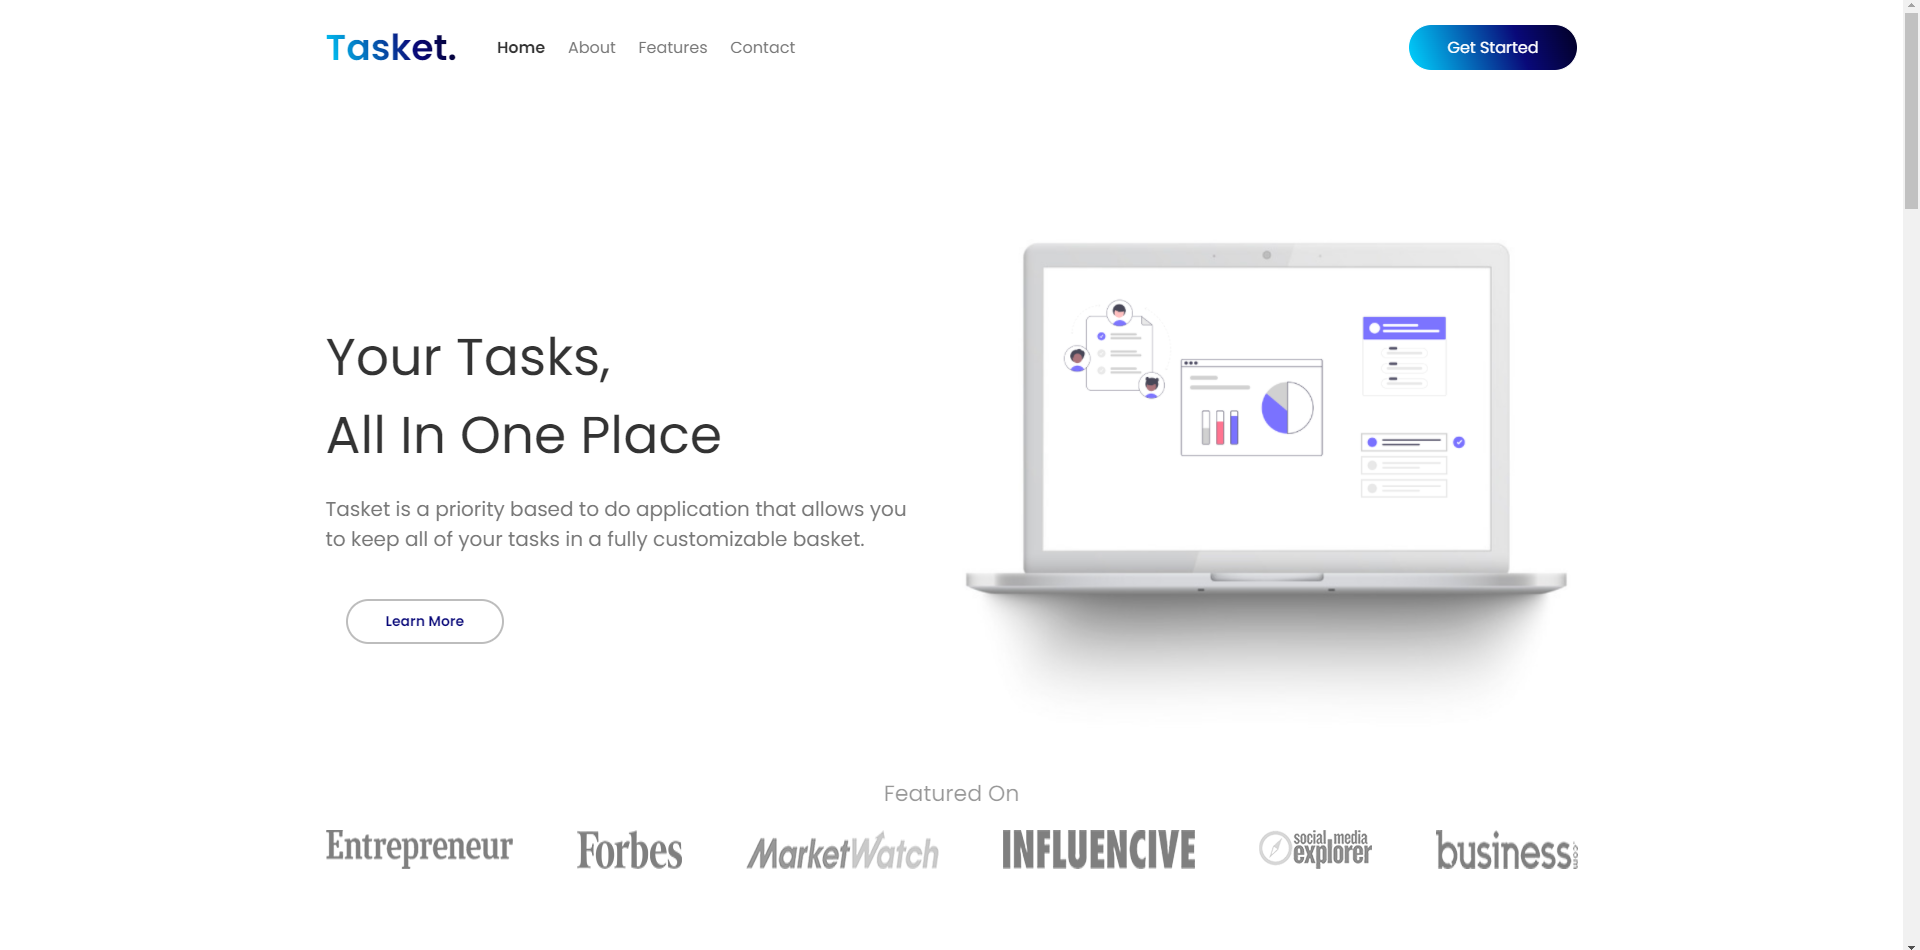 Tasket.
Home About Features Contact
Get Started
Your Tasks,
All In One Place
Tasket is a priority based to do application that allows you
to keep all of your tasks in a fully customizable basket.
Learn More
Featured On
Entrepreneur Forbes MarketWatch INFLUENCIVE social media explorer business.com